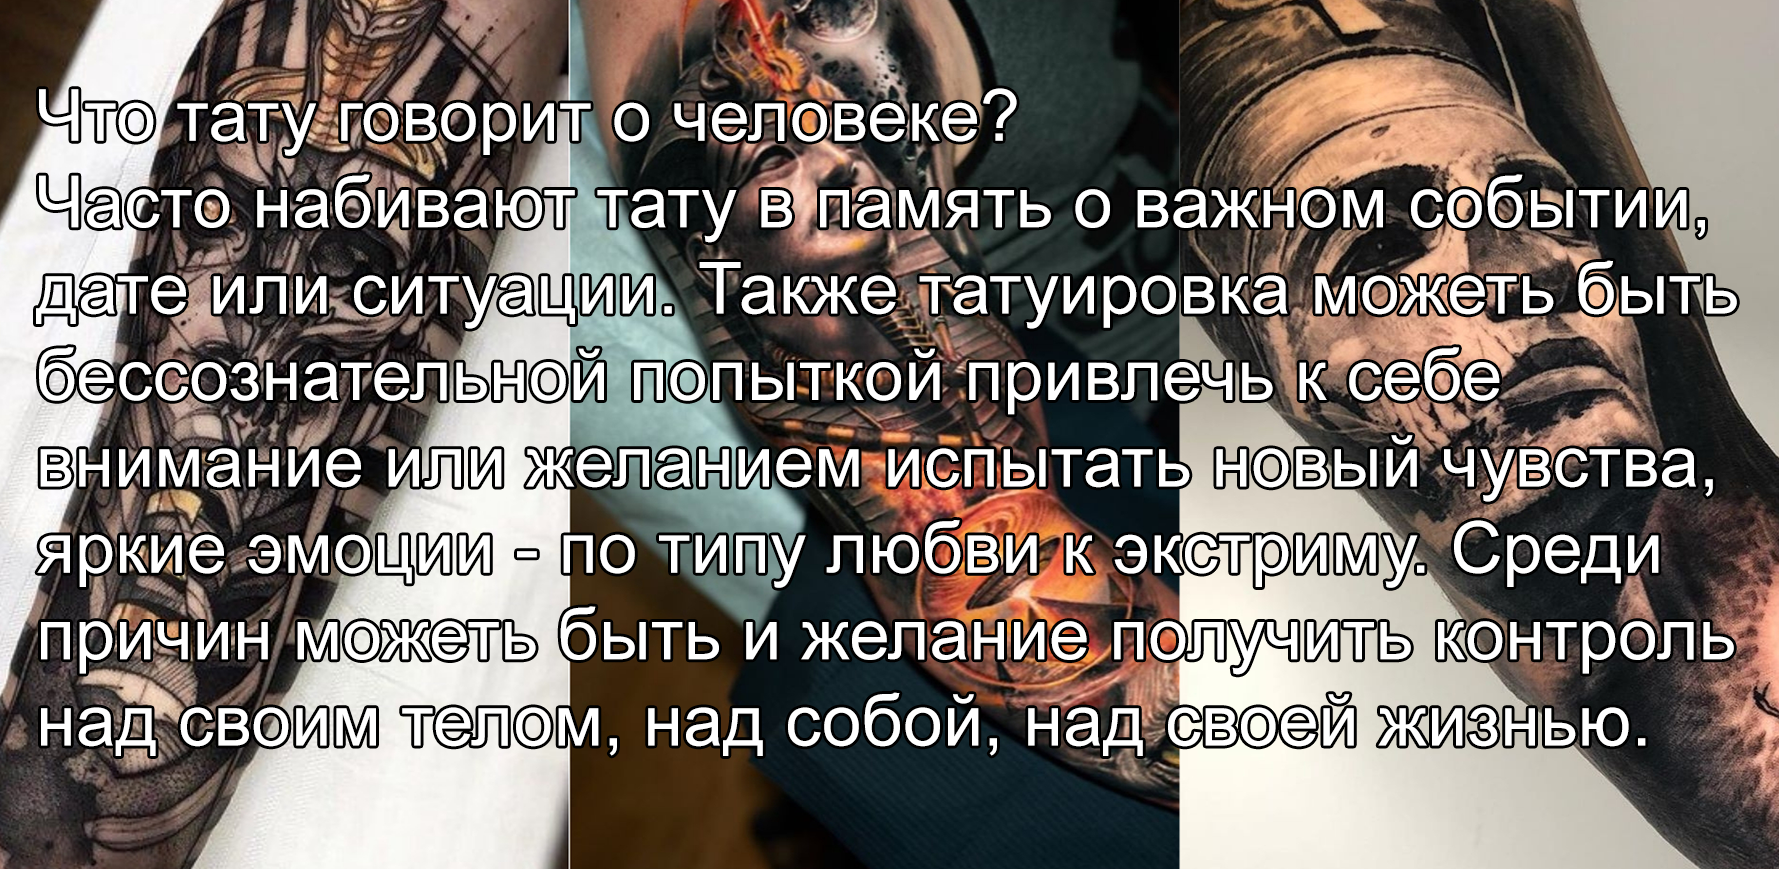 Что тату говорит о человеке?
Часто набивают тату в память о важном событии,
дате или ситуации. Также татуировка можеть быть
бессознательной попыткой привлечь к себе
внимание или желанием испытать новый чувства,
яркие эмоции - по типу любви к экстриму. Среди
причин можеть быть и желание получить контроль
над своим телом, над собой, над своей жизнью.